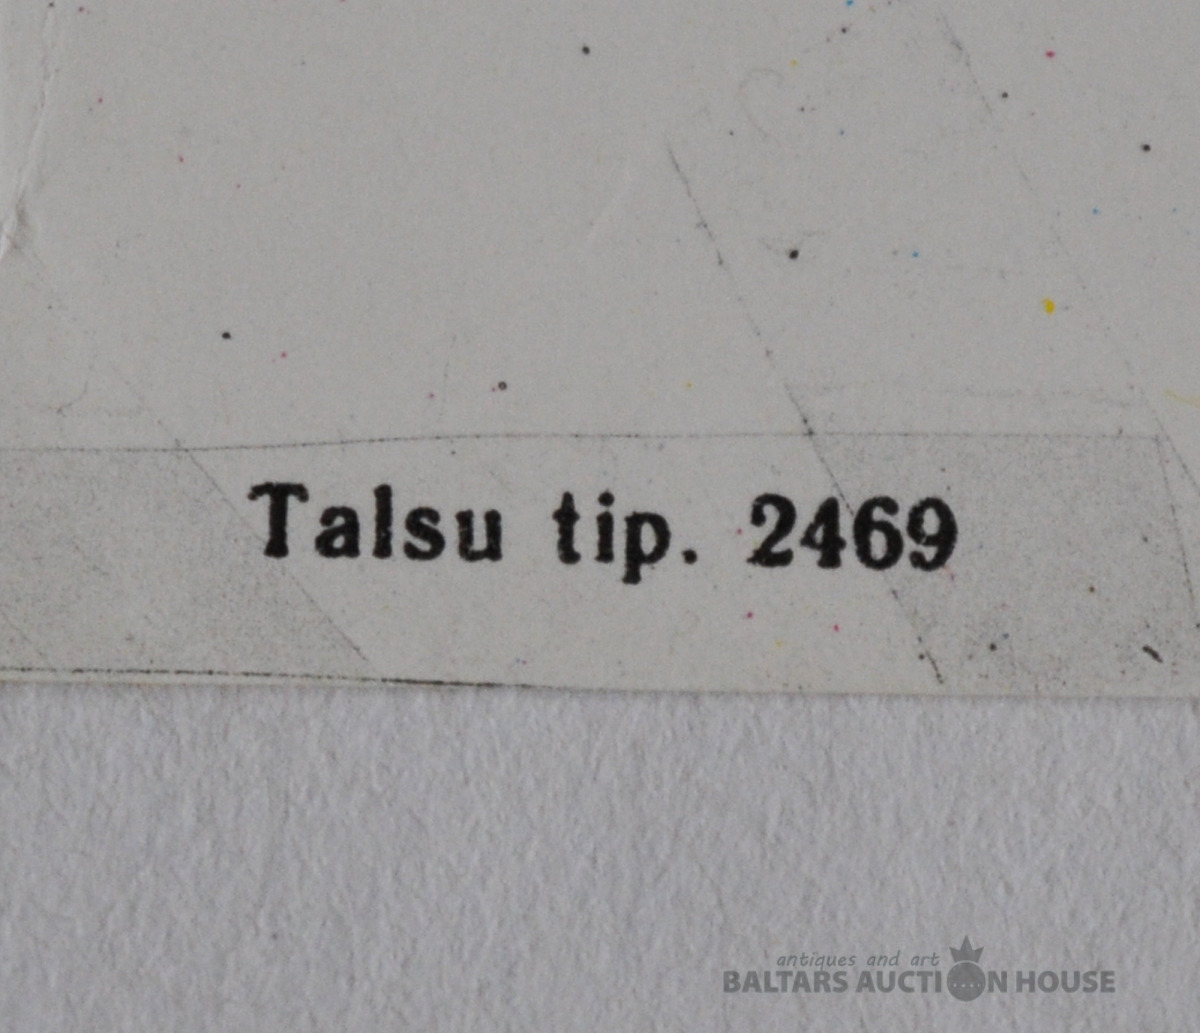 Talsu tip. 2469
antiques and art
BALTARS AUCTION HOUSE